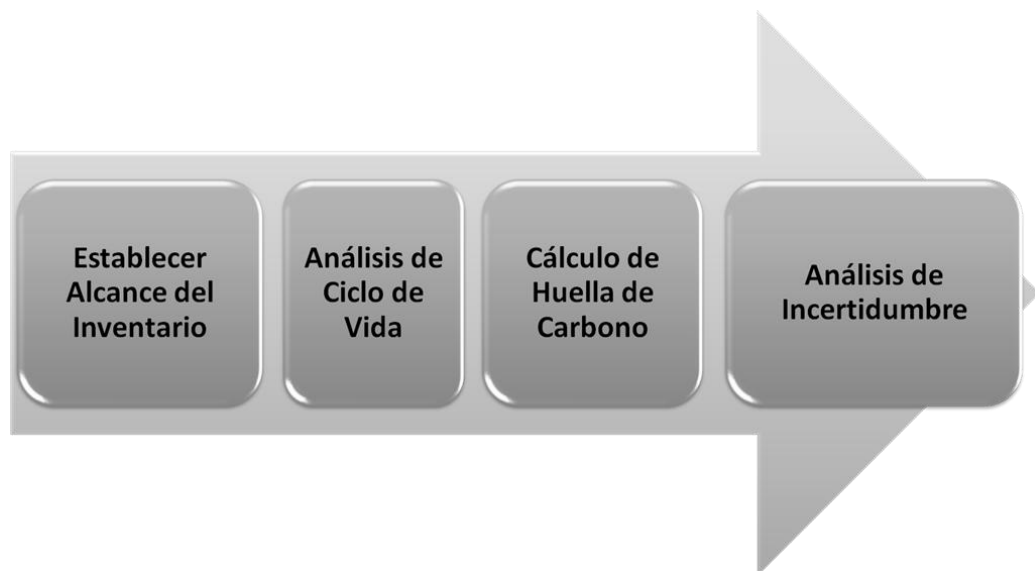 Establecer
Alcance del
Inventario
Análisis de
Ciclo de
Vida
Cálculo de
Huella de
Carbono
Análisis de
Incertidumbre